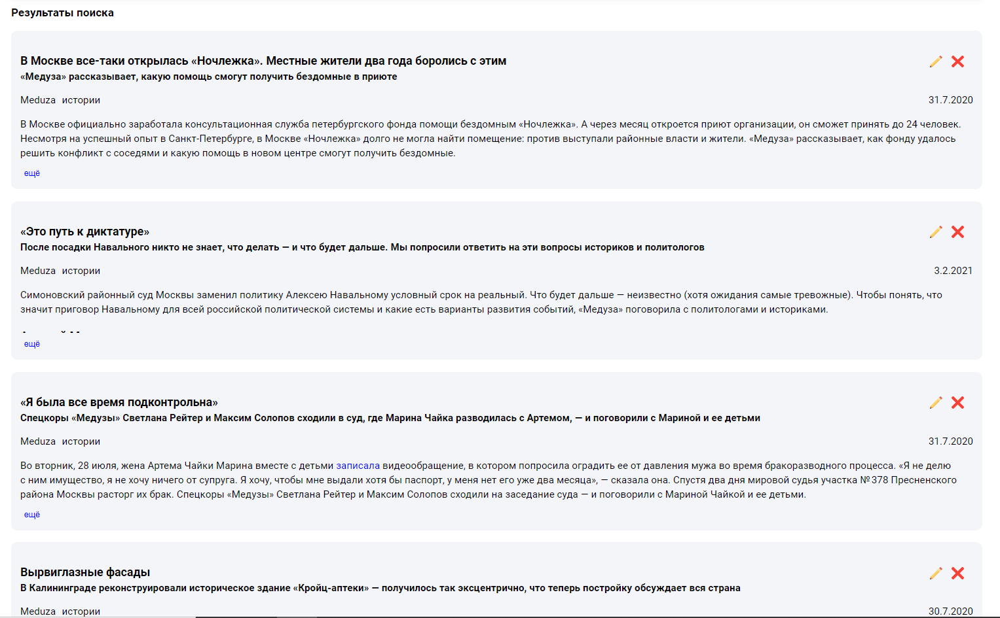 Результаты поиска
В Москве все-таки открылась «Ночлежка». Местные жители два года боролись с этим
«Медуза» рассказывает, какую помощь смогут получить бездомные в приюте
Meduza истории 31.7.2020
В Москве официально заработала консультационная служба петербургского фонда помощи бездомным «Ночлежка». А через месяц откроется приют организации, он сможет принять до 24 человек.
Несмотря на успешный опыт в Санкт-Петербурге, в Москве «Ночлежка» долго не могла найти помещение: против выступали районные власти и жители. «Медуза» рассказывает, как фонду удалось
решить конфликт с соседями и какую помощь в новом центре смогут получить бездомные.
ещё
«Это путь к диктатуре»
После посадки Навального никто не знает, что делать — и что будет дальше. Мы попросили ответить на эти вопросы историков и политологов
Meduza истории 3.2.2021
Симоновский районный суд Москвы заменил политику Алексею Навальному условный срок на реальный. Что будет дальше — неизвестно (хотя ожидания самые тревожные). Чтобы понять, что
значит приговор Навальному для всей российской политической системы и какие есть варианты развития событий, «Медуза» поговорила с политологами и историками.
ещё
«Я была все время подконтрольна»
Спецкоры «Медузы» Светлана Рейтер и Максим Солопов сходили в суд, где Марина Чайка разводилась с Артемом, — и поговорили с Мариной и ее детьми
Meduza истории 31.7.2020
Во вторник, 28 июля, жена Артема Чайки Марина вместе с детьми записала видеообращение, в котором попросила оградить ее от давления мужа во время бракоразводного процесса. «Я не делю
с ним имущество, я не хочу ничего от супруга. Я хочу, чтобы мне выдали хотя бы паспорт, у меня нет его уже два месяца», — сказала она. Спустя два дня мировой судья участка № 378 Пресненского
района Москвы расторг их брак. Спецкоры «Медузы» Светлана Рейтер и Максим Солопов сходили на заседание суда — и поговорили с Мариной Чайкой и ее детьми.
ещё
Вырвиглазные фасады
В Калининграде реконструировали историческое здание «Кройц-аптеки» — получилось так эксцентрично, что теперь постройку обсуждает вся страна
Meduza истории 30.7.2020